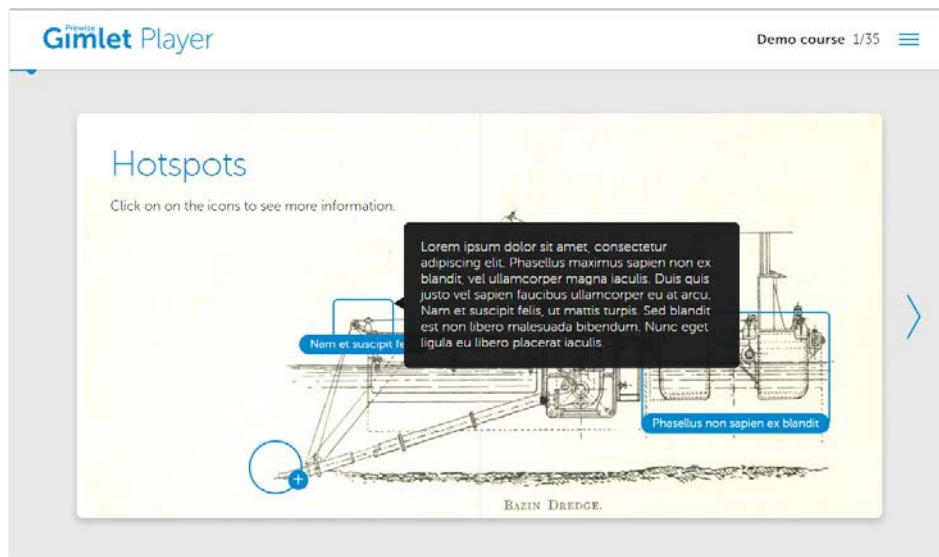 Prewise
Gimlet Player
Demo course 1/35
Hotspots
Click on on the icons to see more information.
Lorem ipsum dolor sit amet, consectetur
adipiscing elit. Phasellus maximus sapien non ex
blandit, vel ullamcorper magna iaculis. Duis quis
justo vel sapien faucibus ullamcorper eu at arcu.
Nam et suscipit felis, ut mattis turpis. Sed blandit
est non libero malesuada bibendum. Nunc eget
ligula eu libero placerat iaculis.
Nam et suscipit fe
Phasellus non sapien ex blandit
BAZIN DREDGE.